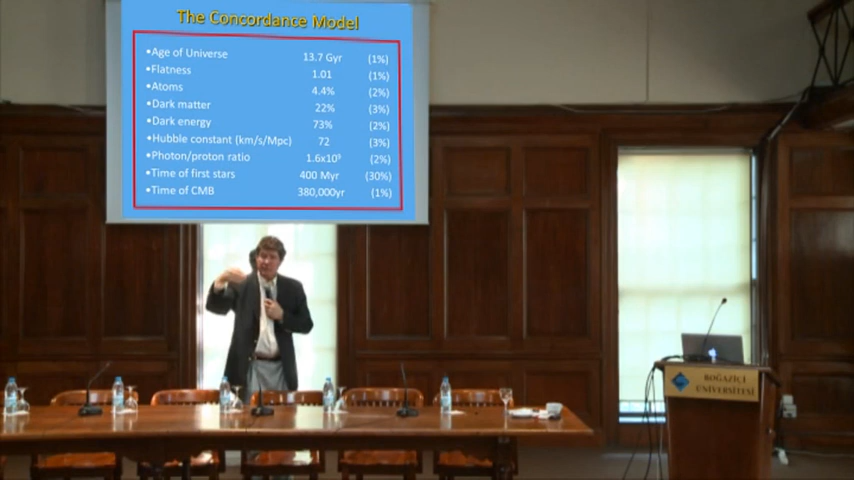 The Concordance Model
•Age of Universe 13.7 Gyr (1%)
•Flatness 1.01 (1%)
•Atoms 4.4% (2%)
•Dark matter 22% (3%)
•Dark energy 73% (2%)
•Hubble constant (km/s/Mpc) 72 (3%)
•Photon/proton ratio 1.6x10⁹ (2%)
•Time of first stars 400 Myr (30%)
•Time of CMB 380,000yr (1%)
BOĞAZİÇİ
ÜNİVERSİTESİ